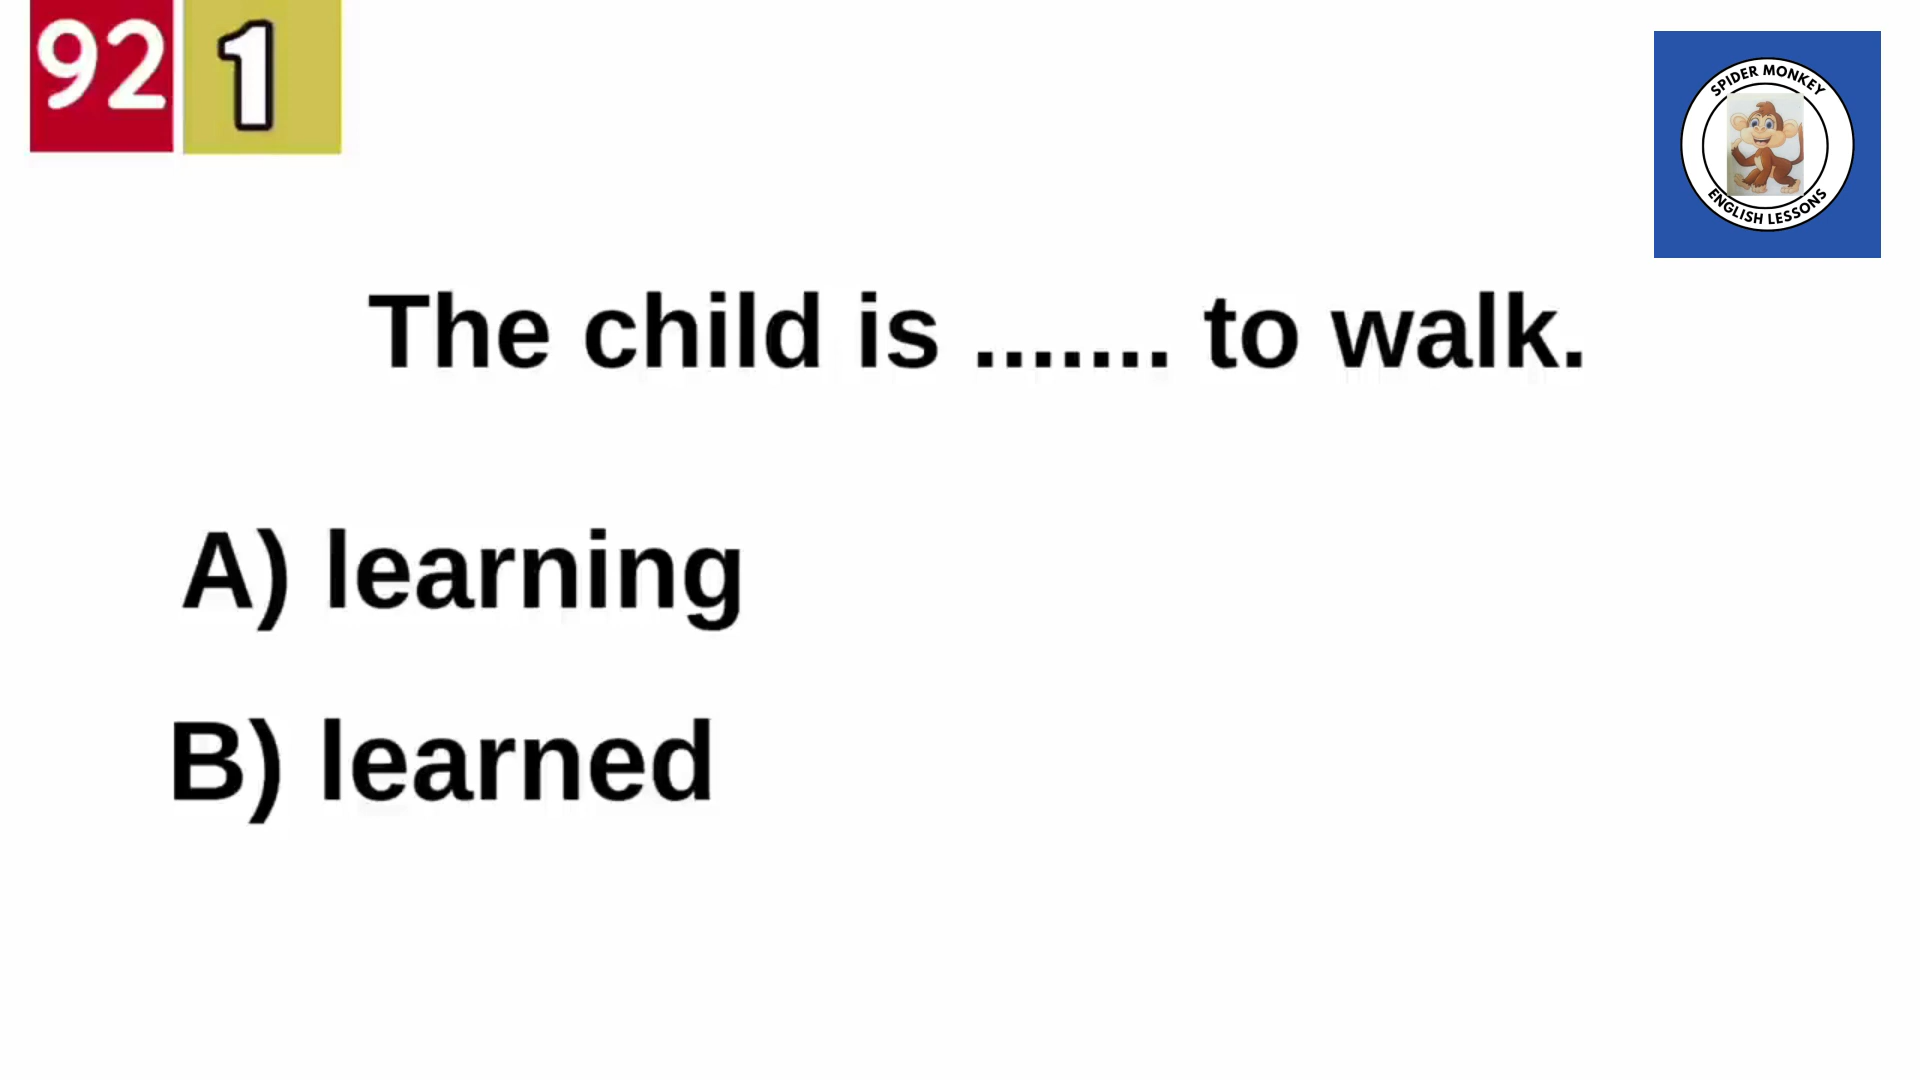 92 1
SPIDER MONKEY
ENGLISH LESSONS
The child is ....... to walk.
A) learning
B) learned